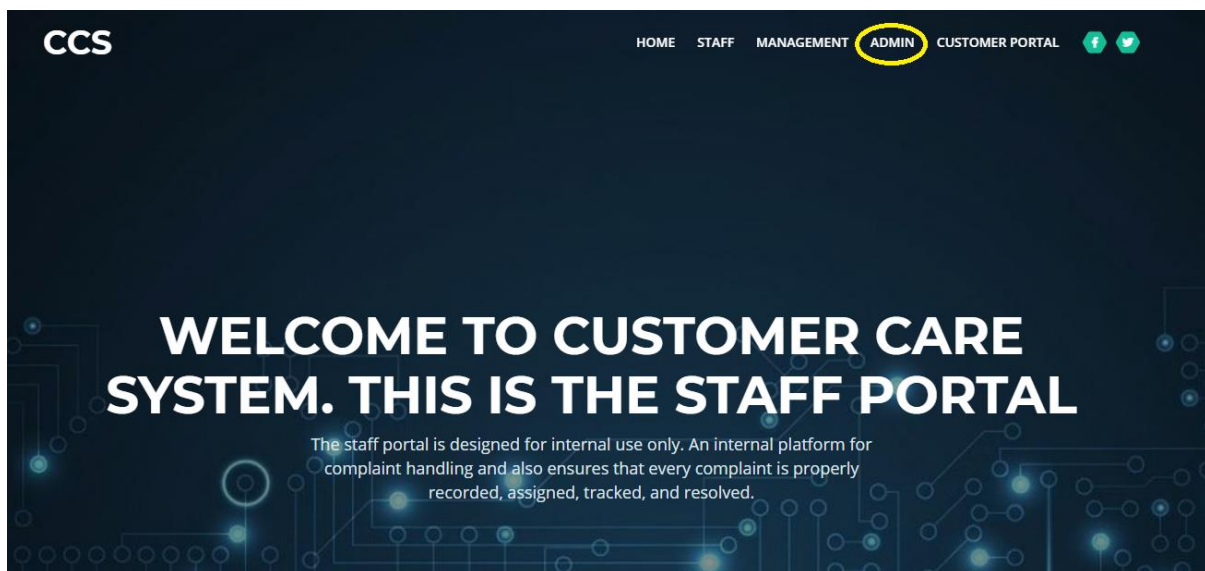 CCS
HOME STAFF MANAGEMENT ADMIN CUSTOMER PORTAL
WELCOME TO CUSTOMER CARE
SYSTEM. THIS IS THE STAFF PORTAL
The staff portal is designed for internal use only. An internal platform for
complaint handling and also ensures that every complaint is properly
recorded, assigned, tracked, and resolved.